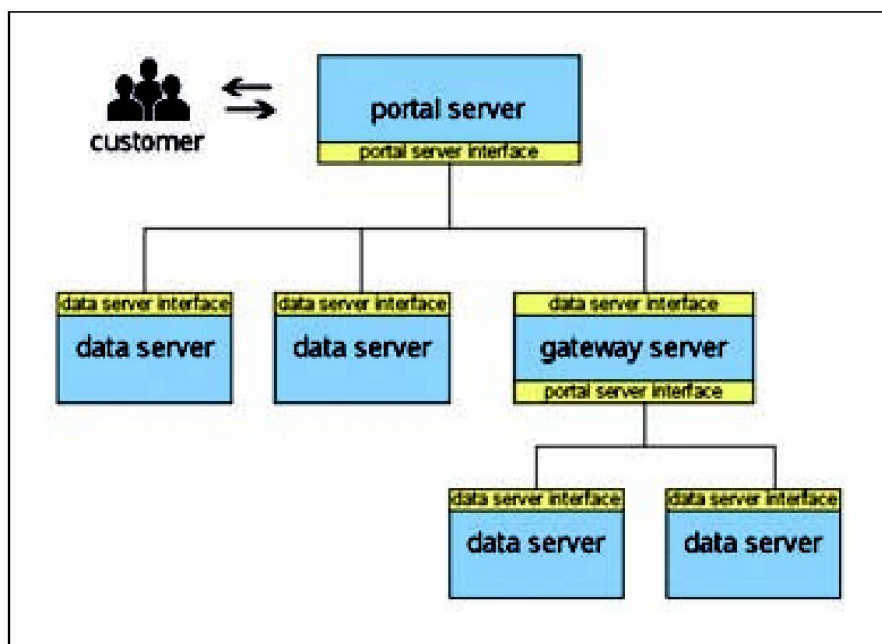 portal server
customer
portal server interface
data server interface
data server interface
data server interface
data server
data server
gateway server
portal server interface
data server interface
data server interface
data server
data server